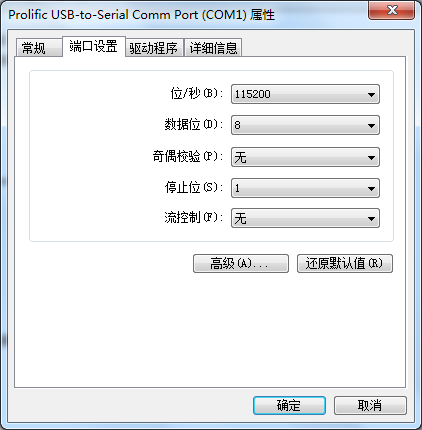 Prolific USB-to-Serial Comm Port (COM1) 属性
常规 端口设置 驱动程序 详细信息
位/秒(B): 115200
数据位(D): 8
奇偶校验(P): 无
停止位(S): 1
流控制(F): 无
高级(A)... 还原默认值(R)
确定 取消